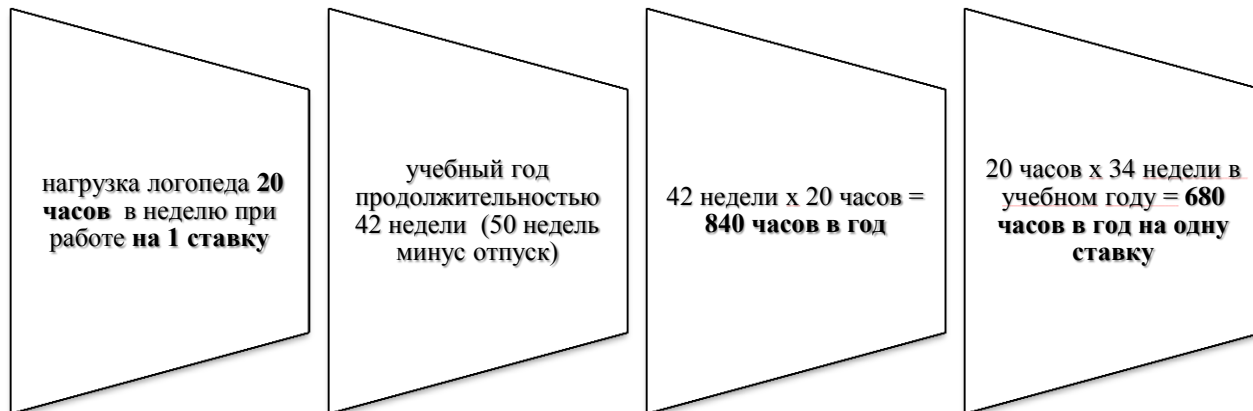 нагрузка логопеда 20
часов в неделю при
работе на 1 ставку
учебный год
продолжительностью
42 недели (50 недель
минус отпуск)
42 недели х 20 часов =
840 часов в год
20 часов х 34 недели в
учебном году = 680
часов в год на одну
ставку